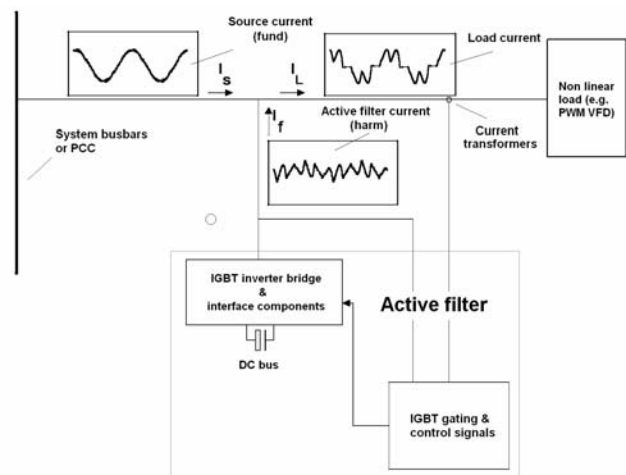 Source current
(fund)
Load current
I
S
I
L
Non linear
load (e.g.
PWM VFD)
System busbars
or PCC
I
f
Active filter current
(harm)
Current
transformers
IGBT inverter bridge
&
interface components
Active filter
DC bus
IGBT gating &
control signals